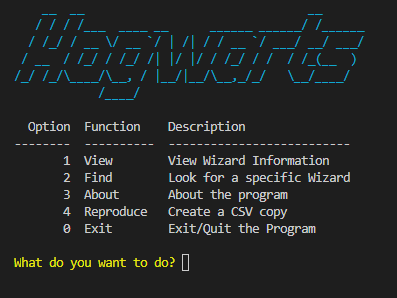 Hogwarts
Option Function Description
-------- ---------- --------------------------
1 View View Wizard Information
2 Find Look for a specific Wizard
3 About About the program
4 Reproduce Create a CSV copy
0 Exit Exit/Quit the Program
What do you want to do?